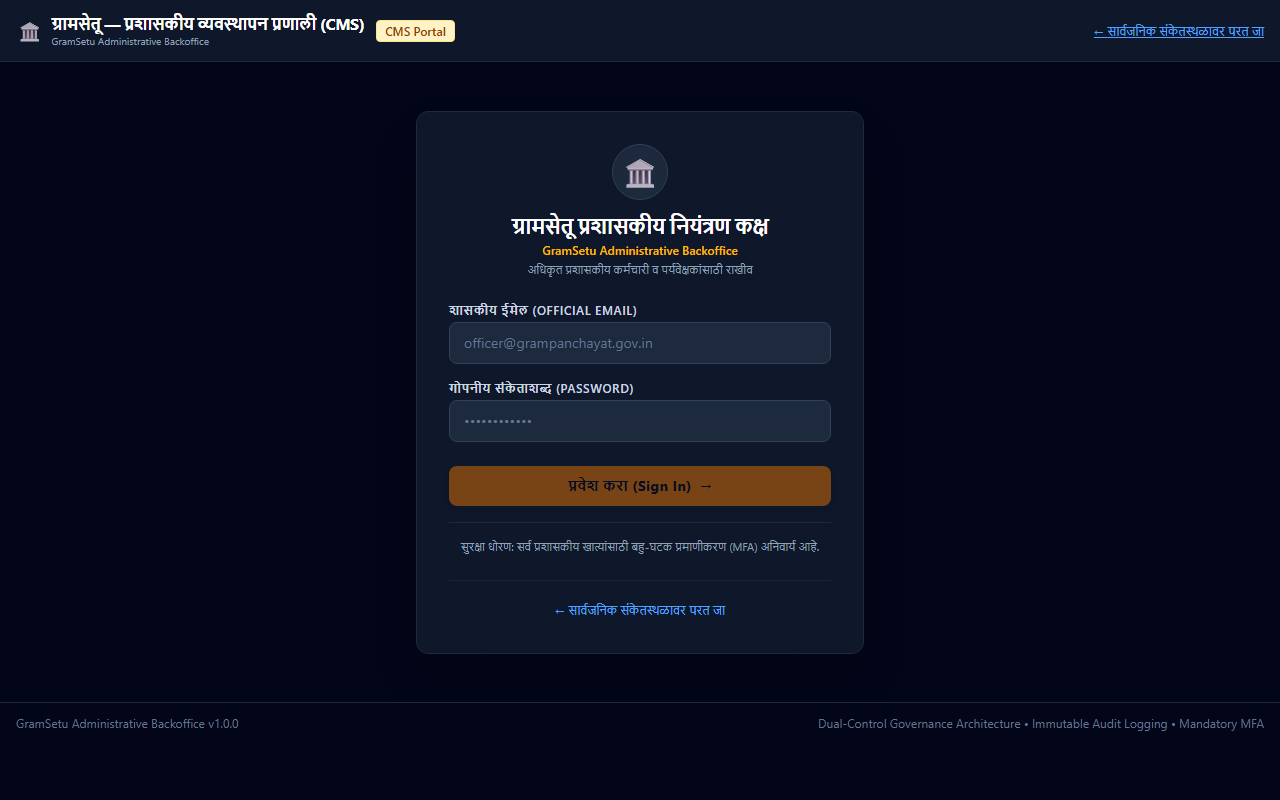 ग्रामसेतू — प्रशासकीय व्यवस्थापन प्रणाली (CMS)
GramSetu Administrative Backoffice
CMS Portal
← सार्वजनिक संकेतस्थळावर परत जा
ग्रामसेतू प्रशासकीय नियंत्रण कक्ष
GramSetu Administrative Backoffice
अधिकृत प्रशासकीय कर्मचारी व पर्यवेक्षकांसाठी राखीव
शासकीय ईमेल (OFFICIAL EMAIL)
officer@grampanchayat.gov.in
गोपनीय संकेताशब्द (PASSWORD)
••••••••••••
प्रवेश करा (Sign In) →
सुरक्षा धोरण: सर्व प्रशासकीय खात्यांसाठी बहु-घटक प्रमाणीकरण (MFA) अनिवार्य आहे.
← सार्वजनिक संकेतस्थळावर परत जा
GramSetu Administrative Backoffice v1.0.0
Dual-Control Governance Architecture • Immutable Audit Logging • Mandatory MFA